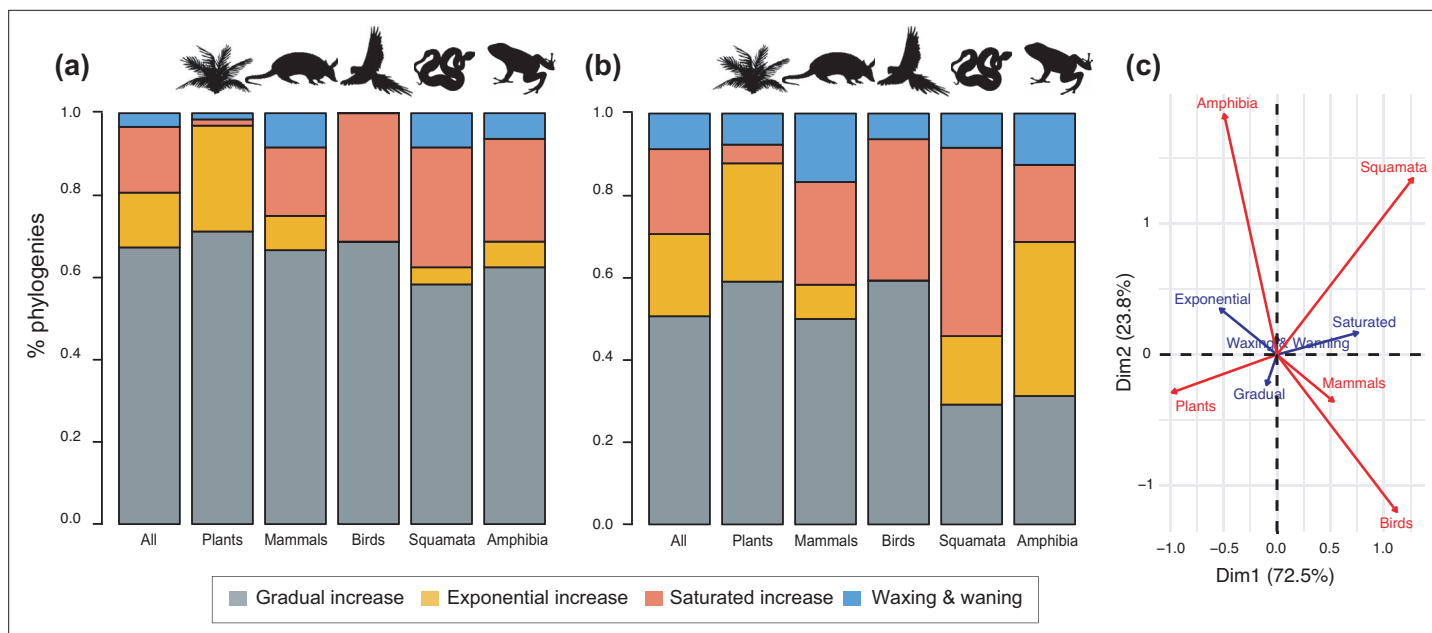 (a)
(b)
(c)
% phylogenies
1.0
0.8
0.6
0.4
0.2
0.0
All Plants Mammals Birds Squamata Amphibia
1.0
0.8
0.6
0.4
0.2
0.0
All Plants Mammals Birds Squamata Amphibia
Amphibia
Squamata
Exponential
Saturated
Waxing & Wanning
Mammals
Gradual
Plants
Birds
Dim2 (23.8%)
1
0
−1
−1.0 −0.5 0.0 0.5 1.0
Dim1 (72.5%)
Gradual increase Exponential increase Saturated increase Waxing & waning